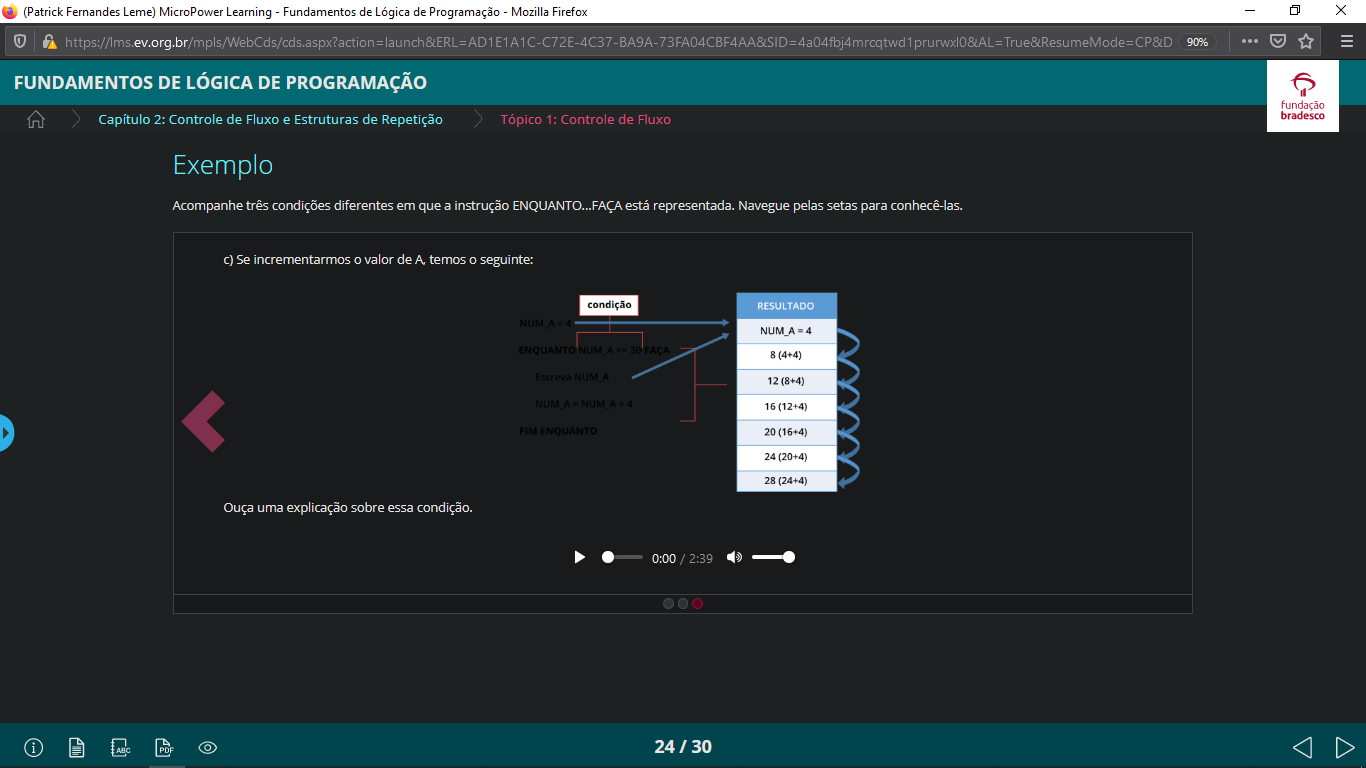 (Patrick Fernandes Leme) MicroPower Learning - Fundamentos de Lógica de Programação - Mozilla Firefox
https://lms.ev.org.br/mpls/WebCds/cds.aspx?action=launch&ERL=AD1E1A1C-C72E-4C37-BA9A-73FA04CBF4AA&SID=4a04fbj4mrcqtwd1prurwxl0&AL=True&ResumeMode=CP&D 90%
FUNDAMENTOS DE LÓGICA DE PROGRAMAÇÃO
fundação
bradesco
Capítulo 2: Controle de Fluxo e Estruturas de Repetição Tópico 1: Controle de Fluxo
Exemplo
Acompanhe três condições diferentes em que a instrução ENQUANTO...FAÇA está representada. Navegue pelas setas para conhecê-las.
c) Se incrementarmos o valor de A, temos o seguinte:
condição
NUM_A = 4
ENQUANTO NUM_A <= 30 FAÇA
Escreva NUM_A
NUM_A = NUM_A + 4
FIM ENQUANTO
RESULTADO
NUM_A = 4
8 (4+4)
12 (8+4)
16 (12+4)
20 (16+4)
24 (20+4)
28 (24+4)
Ouça uma explicação sobre essa condição.
0:00 / 2:39
ABC
PDF
24 / 30